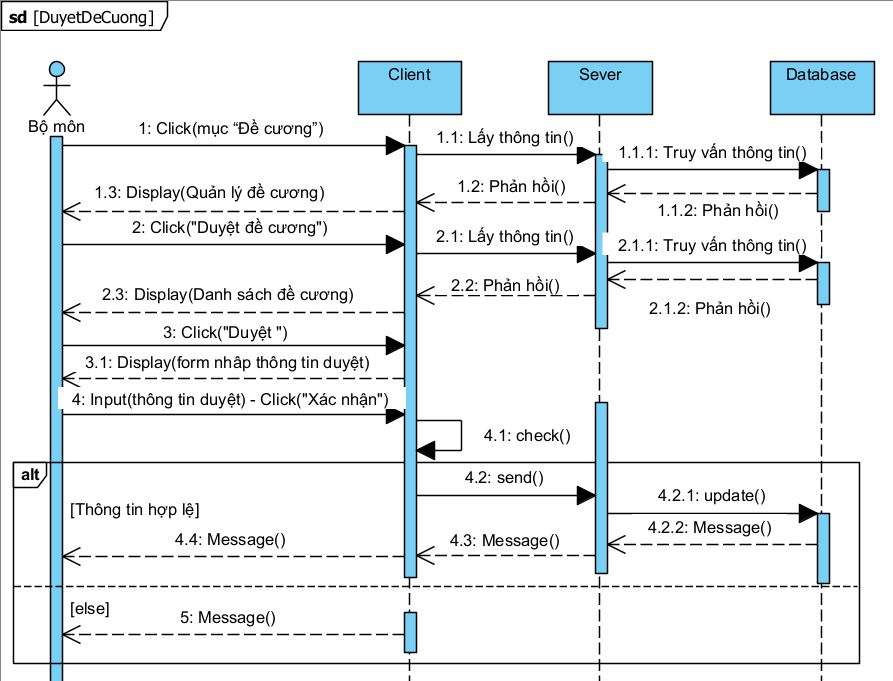 sd [DuyetDeCuong]
Client
Sever
Database
Bộ môn
1: Click(mục “Đề cương”)
1.1: Lấy thông tin()
1.1.1: Truy vấn thông tin()
1.2: Phản hồi()
1.3: Display(Quản lý đề cương)
1.1.2: Phản hồi()
2: Click("Duyệt đề cương")
2.1: Lấy thông tin()
2.1.1: Truy vấn thông tin()
2.2: Phản hồi()
2.3: Display(Danh sách đề cương)
2.1.2: Phản hồi()
3: Click("Duyệt ")
3.1: Display(form nhâp thông tin duyệt)
4: Input(thông tin duyệt) - Click("Xác nhận")
4.1: check()
alt
4.2: send()
4.2.1: update()
[Thông tin hợp lệ]
4.2.2: Message()
4.3: Message()
4.4: Message()
[else]
5: Message()